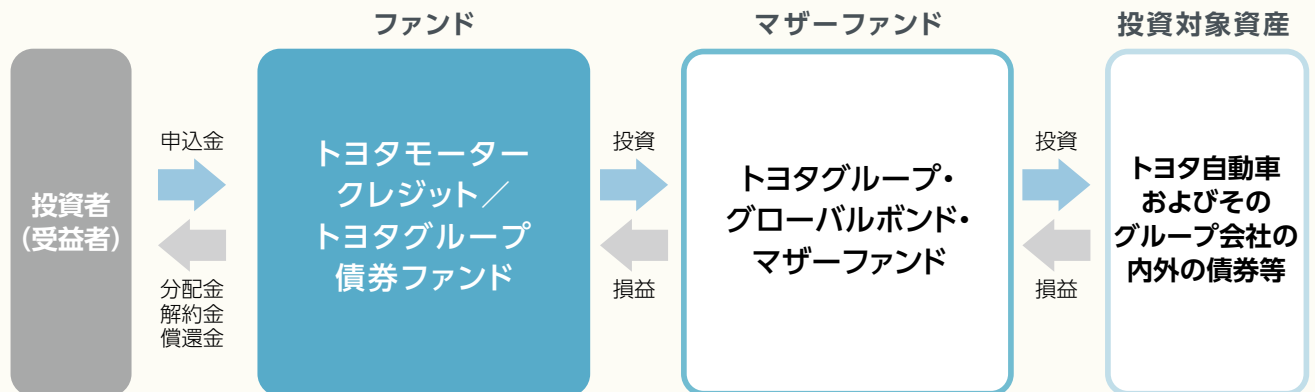 ファンド
マザーファンド
投資対象資産
投資者
(受益者)
申込金
分配金
解約金
償還金
トヨタモーター
クレジット／
トヨタグループ
債券ファンド
投資
損益
トヨタグループ・
グローバルボンド・
マザーファンド
投資
損益
トヨタ自動車
およびその
グループ会社の
内外の債券等